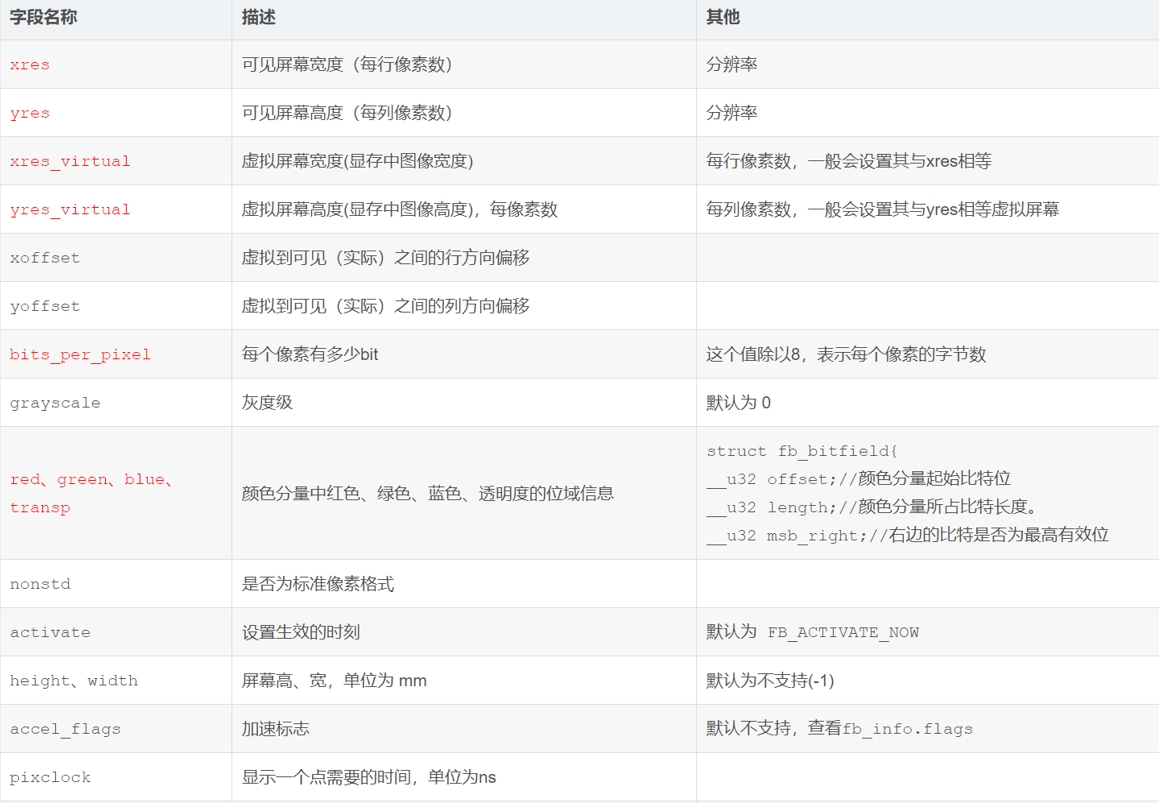 字段名称 描述 其他
xres 可见屏幕宽度（每行像素数） 分辨率
yres 可见屏幕高度（每列像素数） 分辨率
xres_virtual 虚拟屏幕宽度(显存中图像宽度) 每行像素数，一般会设置其与xres相等
yres_virtual 虚拟屏幕高度(显存中图像高度)，每像素数 每列像素数，一般会设置其与yres相等虚拟屏幕
xoffset 虚拟到可见（实际）之间的行方向偏移
yoffset 虚拟到可见（实际）之间的列方向偏移
bits_per_pixel 每个像素有多少bit 这个值除以8，表示每个像素的字节数
grayscale 灰度级 默认为 0
red、green、blue、
transp
颜色分量中红色、绿色、蓝色、透明度的位域信息
struct fb_bitfield{
__u32 offset;//颜色分量起始比特位
__u32 length;//颜色分量所占比特长度。
__u32 msb_right;//右边的比特是否为最高有效位
nonstd 是否为标准像素格式
activate 设置生效的时刻 默认为 FB_ACTIVATE_NOW
height、width 屏幕高、宽，单位为 mm 默认为不支持(-1)
accel_flags 加速标志 默认不支持，查看fb_info.flags
pixclock 显示一个点需要的时间，单位为ns